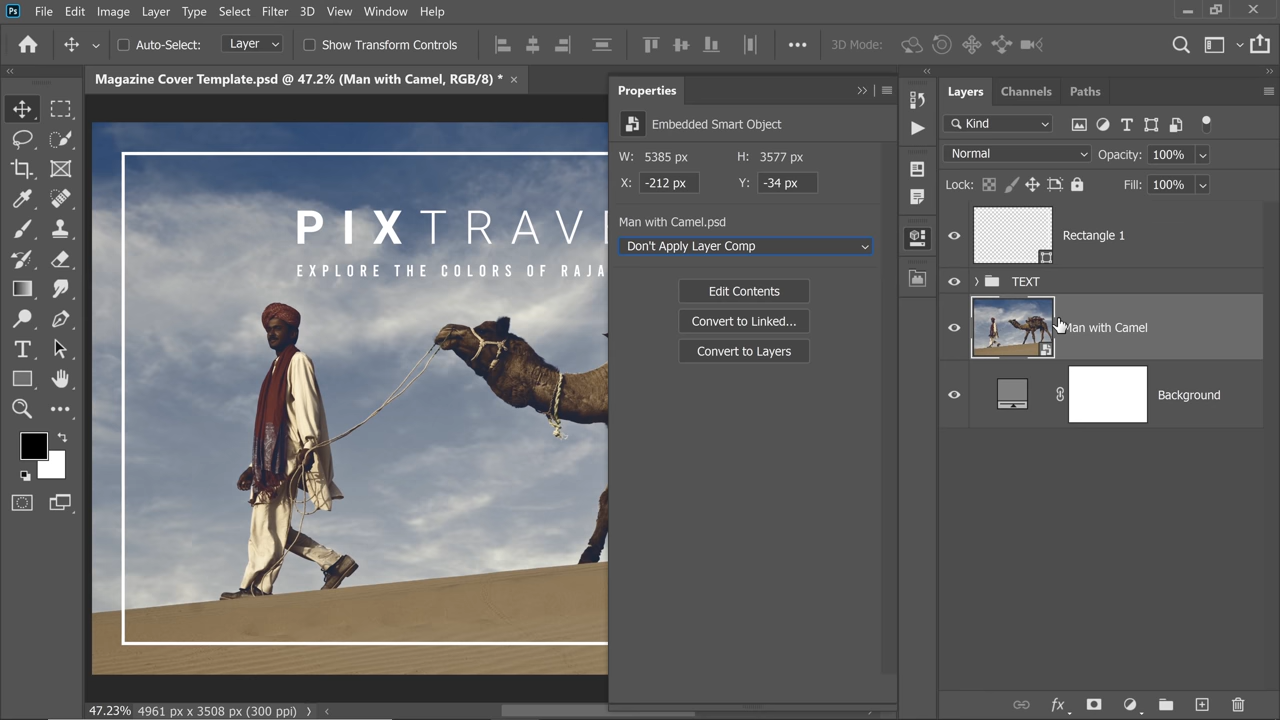 Ps File Edit Image Layer Type Select Filter 3D View Window Help
Auto-Select: Layer Show Transform Controls 3D Mode:
Magazine Cover Template.psd @ 47.2% (Man with Camel, RGB/8) *
PIXTRAVE
EXPLORE THE COLORS OF RAJA
Properties
Embedded Smart Object
W: 5385 px H: 3577 px
X: -212 px Y: -34 px
Man with Camel.psd
Don't Apply Layer Comp
Edit Contents
Convert to Linked...
Convert to Layers
Layers Channels Paths
Kind
Normal Opacity: 100%
Lock: Fill: 100%
Rectangle 1
TEXT
Man with Camel
Background
47.23% 4961 px x 3508 px (300 ppi)